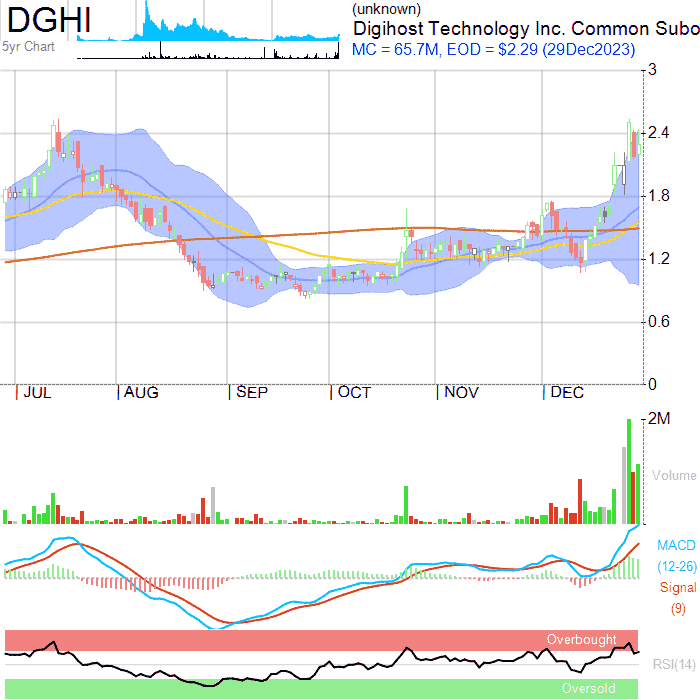 DGHI
5yr Chart
(unknown)
Digihost Technology Inc. Common Subo
MC = 65.7M, EOD = $2.29 (29Dec2023)
3
2.4
1.8
1.2
0.6
0
JUL AUG SEP OCT NOV DEC
2M
Volume
MACD
(12-26)
Signal
(9)
Overbought
RSI(14)
Oversold